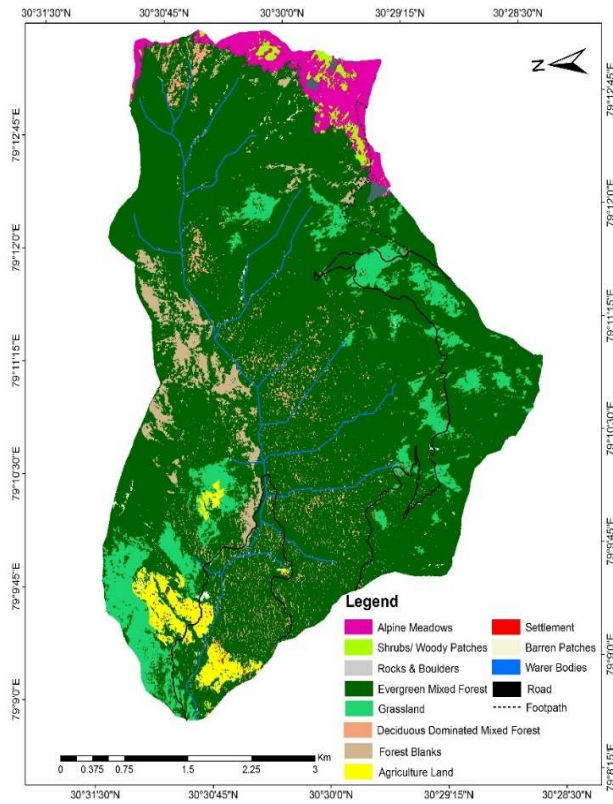 30°31'30"N 30°30'45"N 30°30'0"N 30°29'15"N 30°28'30"N
N
79°12'45"E
79°12'45"E
79°12'0"E
79°12'0"E
79°11'15"E
79°11'15"E
79°10'30"E
79°10'30"E
79°9'45"E
79°9'45"E
79°9'0"E
79°9'0"E
79°8'15"E
Legend
Alpine Meadows
Settlement
Shrubs/ Woody Patches
Barren Patches
Rocks & Boulders
Warer Bodies
Evergreen Mixed Forest
Road
Grassland
Footpath
Deciduous Dominated Mixed Forest
Forest Blanks
Agriculture Land
Km
0 0.375 0.75 1.5 2.25 3
30°31'30"N 30°30'45"N 30°30'0"N 30°29'15"N 30°28'30"N